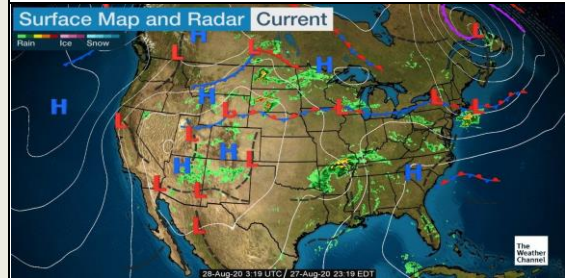 Surface Map and Radar Current
Rain Ice Snow
H
L
L
L
H
H
H
L
L
L
L
L
L
H
H
L
H
L
L
L
The
Weather
Channel
28-Aug-20 3:19 UTC / 27-Aug-20 23:19 EDT